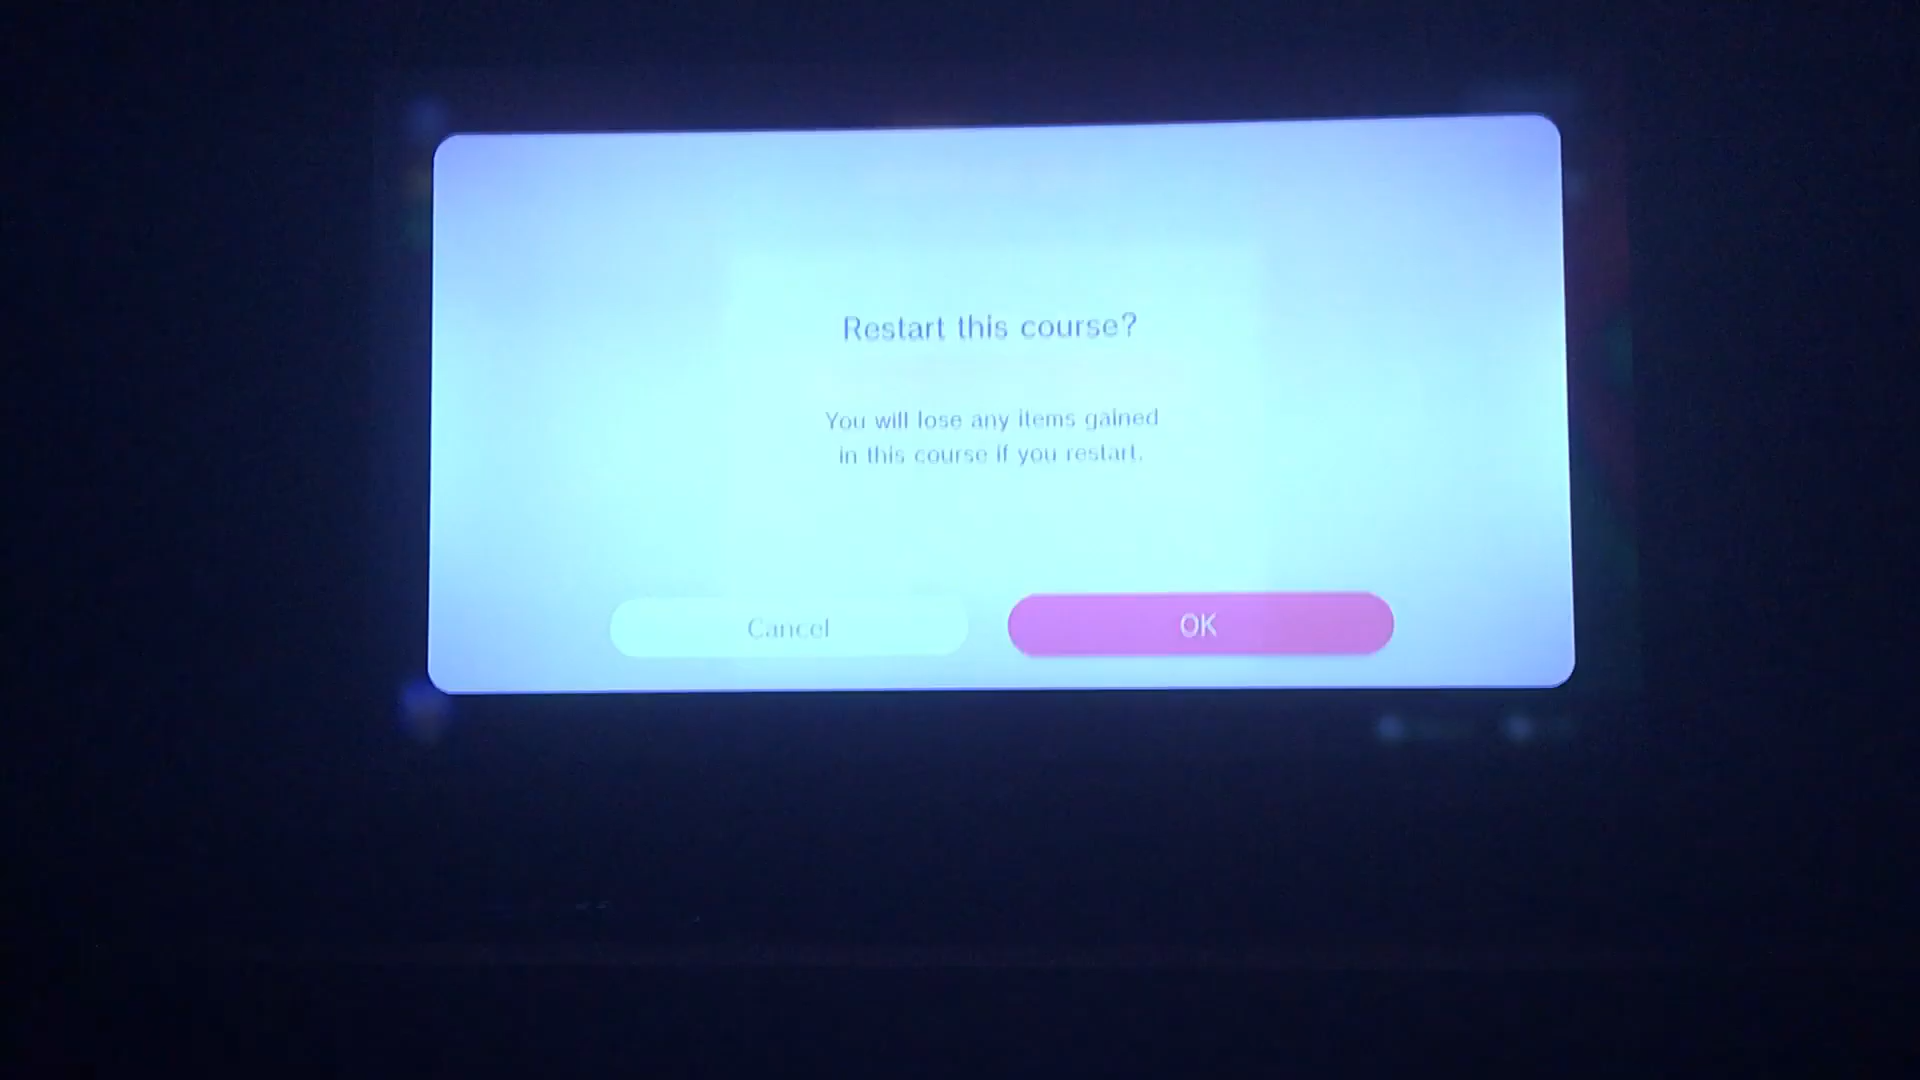 Restart this course?
You will lose any items gained
in this course if you restart.
Cancel
OK